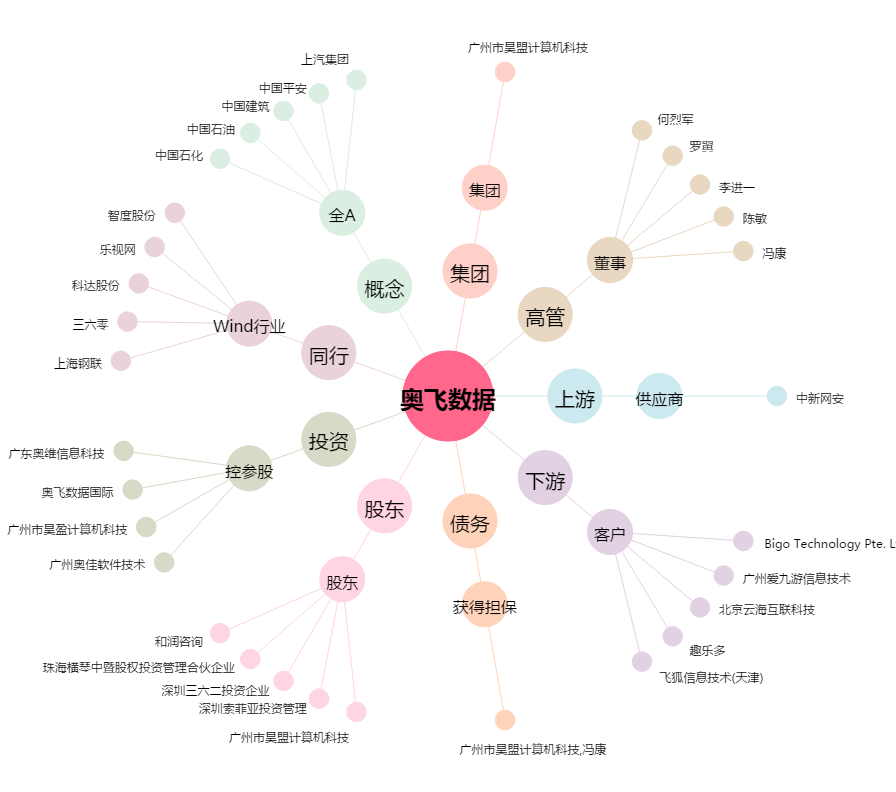 广州市昊盟计算机科技
上汽集团
中国平安
中国建筑
中国石油
中国石化
全A
概念
集团
集团
何烈军
罗翼
李进一
陈敏
冯康
董事
高管
智度股份
乐视网
科达股份
三六零
上海钢联
Wind行业
同行
奥飞数据
上游
供应商
中新网安
投资
控参股
广东奥维信息科技
奥飞数据国际
广州市昊盈计算机科技
广州奥佳软件技术
下游
客户
Bigo Technology Pte. L
广州爱九游信息技术
北京云海互联科技
趣乐多
飞狐信息技术(天津)
股东
股东
和润咨询
珠海横琴中暨股权投资管理合伙企业
深圳三六二投资企业
深圳索菲亚投资管理
广州市昊盟计算机科技
债务
获得担保
广州市昊盟计算机科技,冯康